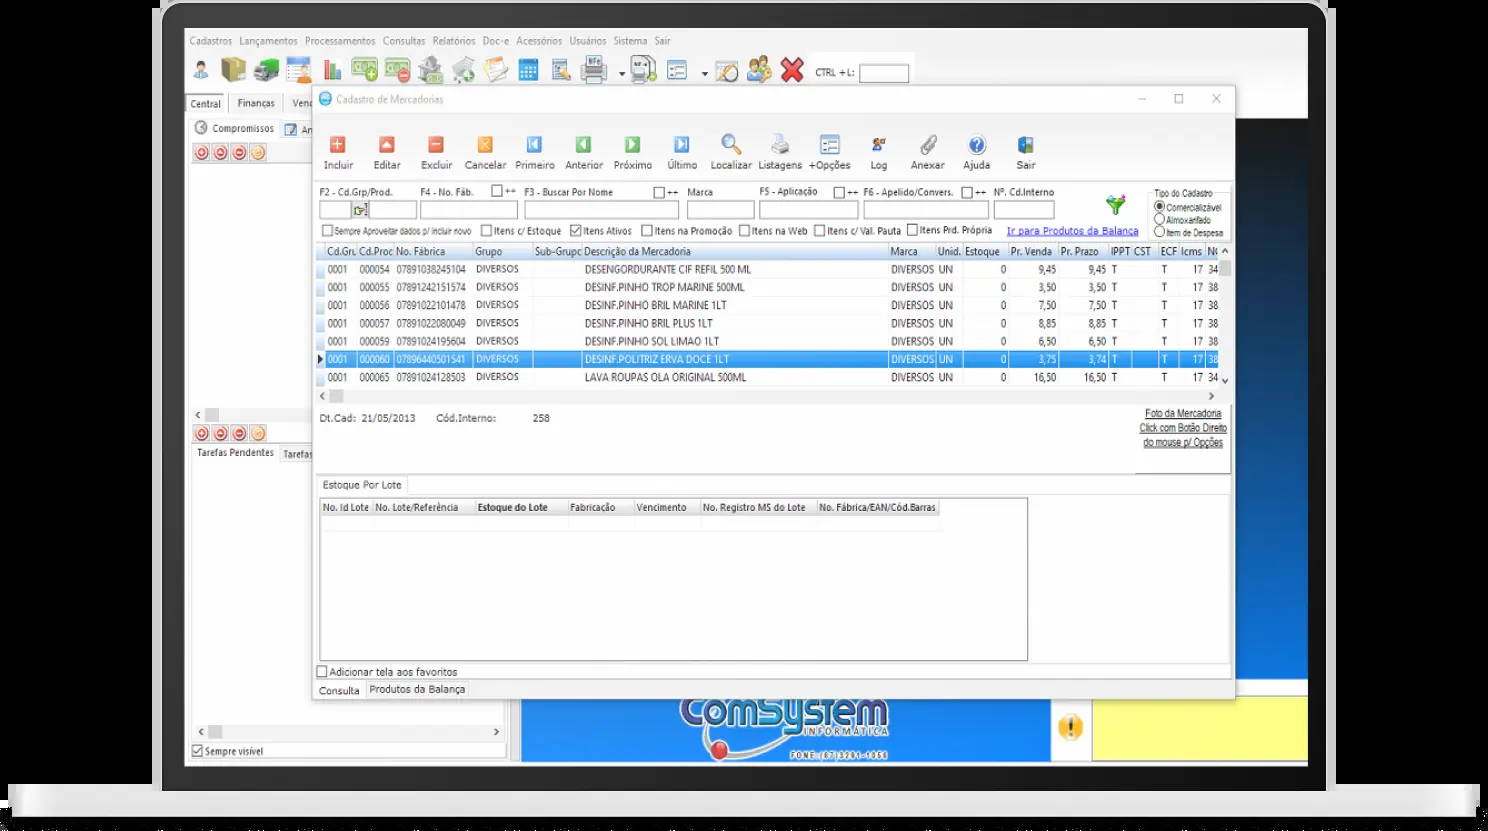 Cadastros Lançamentos Processamentos Consultas Relatórios Doc-e Acessórios Usuários Sistema Sair
CTRL +L:
Central Finanças
Cadastro de Mercadorias
Compromissos
Incluir Editar Excluir Cancelar Primeiro Anterior Próximo Último Localizar Listagens +Opções Log Anexar Ajuda Sair
F2 - Cd.Grp/Prod. F4 - No. Fáb. ++ F3 - Buscar Por Nome ++ Marca F5 - Aplicação ++ F6 - Apelido/Convers. ++ Nº. Cd.Interno
Tipo do Cadastro
Comercializável
Almoxarifado
Item de Despesa
Sempre Aproveitar dados p/ incluir novo Itens c/ Estoque Itens Ativos Itens na Promoção Itens na Web Itens c/ Val. Pauta Itens Prd. Própria Ir para Produtos da Balança
Cd.Gru Cd.Proc No. Fábrica Grupo Sub-Grupo Descrição da Mercadoria Marca Unid. Estoque Pr. Venda Pr. Prazo IPPT CST ECF Icms
0001 000054 07891038245104 DIVERSOS DESENGORDURANTE CIF REFIL 500 ML DIVERSOS UN 0 9,45 9,45 T T 17 34
0001 000055 07891242151574 DIVERSOS DESINF.PINHO TROP MARINE 500ML DIVERSOS UN 0 3,50 3,50 T T 17 38
0001 000056 07891022101478 DIVERSOS DESINF.PINHO BRIL MARINE 1LT DIVERSOS UN 0 7,50 7,50 T T 17 38
0001 000057 07891022080049 DIVERSOS DESINF.PINHO BRIL PLUS 1LT DIVERSOS UN 0 8,85 8,85 T T 17 38
0001 000059 07891024195604 DIVERSOS DESINF.PINHO SOL LIMAO 1LT DIVERSOS UN 0 6,50 6,50 T T 17 38
0001 000060 07896440501541 DIVERSOS DESINF.POLITRIZ ERVA DOCE 1LT DIVERSOS UN 0 3,75 3,74 T T 17 38
0001 000065 07891024128503 DIVERSOS LAVA ROUPAS OLA ORIGINAL 500ML DIVERSOS UN 0 16,50 16,50 T T 17 34
Dt.Cad: 21/05/2013 Cód.Interno: 258
Foto da Mercadoria
Click com Botão Direito
do mouse p/ Opções
Tarefas Pendentes Tarefas
Estoque Por Lote
No. Id Lote No. Lote/Referência Estoque do Lote Fabricação Vencimento No. Registro MS do Lote No. Fábrica/EAN/Cód.Barras
Adicionar tela aos favoritos
Consulta Produtos da Balança
ComSystem
INFORMÁTICA
Sempre visível
FONE:(67)3291-1056